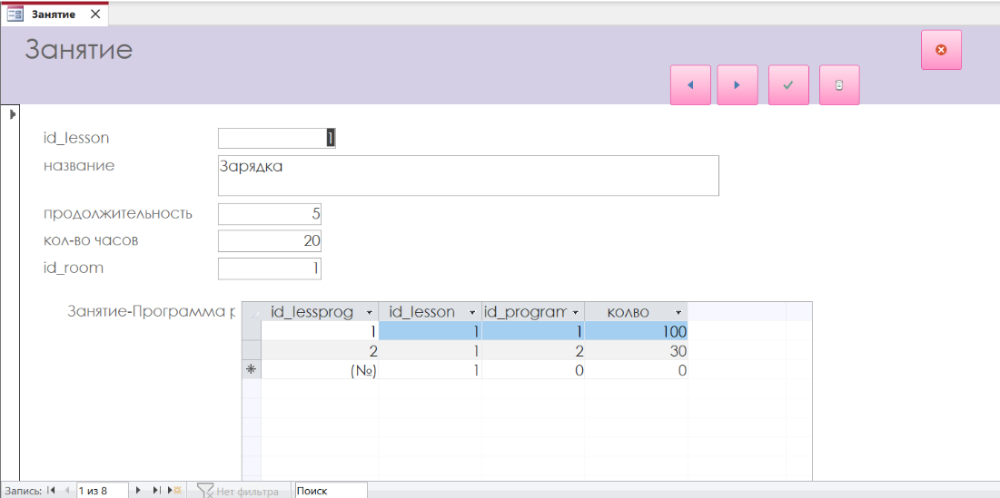 Занятие
Занятие
id_lesson 1
название Зарядка
продолжительность 5
кол-во часов 20
id_room 1
Занятие-Программа р
id_lessprog id_lesson id_program колво
1 1 1 100
2 1 2 30
(№) 1 0 0
Запись: 1 из 8 Нет фильтра Поиск